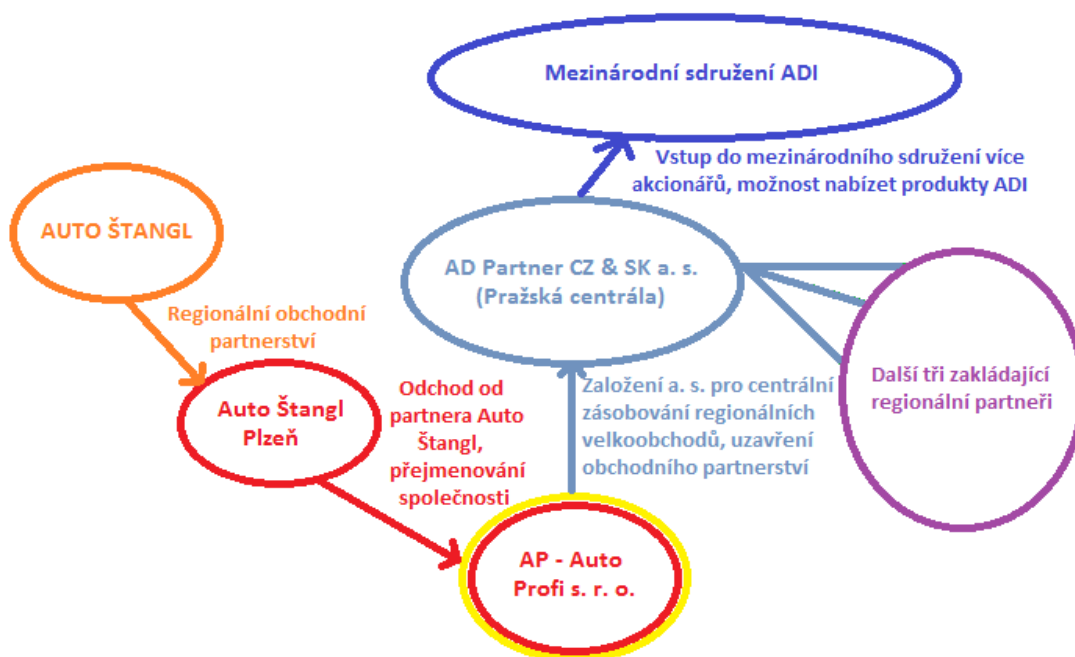 Mezinárodní sdružení ADI
Vstup do mezinárodního sdružení více
akcionářů, možnost nabízet produkty ADI
AUTO ŠTANGL
AD Partner CZ & SK a. s.
(Pražská centrála)
Regionální obchodní
partnerství
Auto Štangl
Plzeň
Odchod od
partnera Auto
Štangl,
přejmenování
společnosti
Založení a. s. pro centrální
zásobování regionálních
velkoobchodů, uzavření
obchodního partnerství
Další tři zakládající
regionální partneři
AP - Auto
Profi s. r. o.